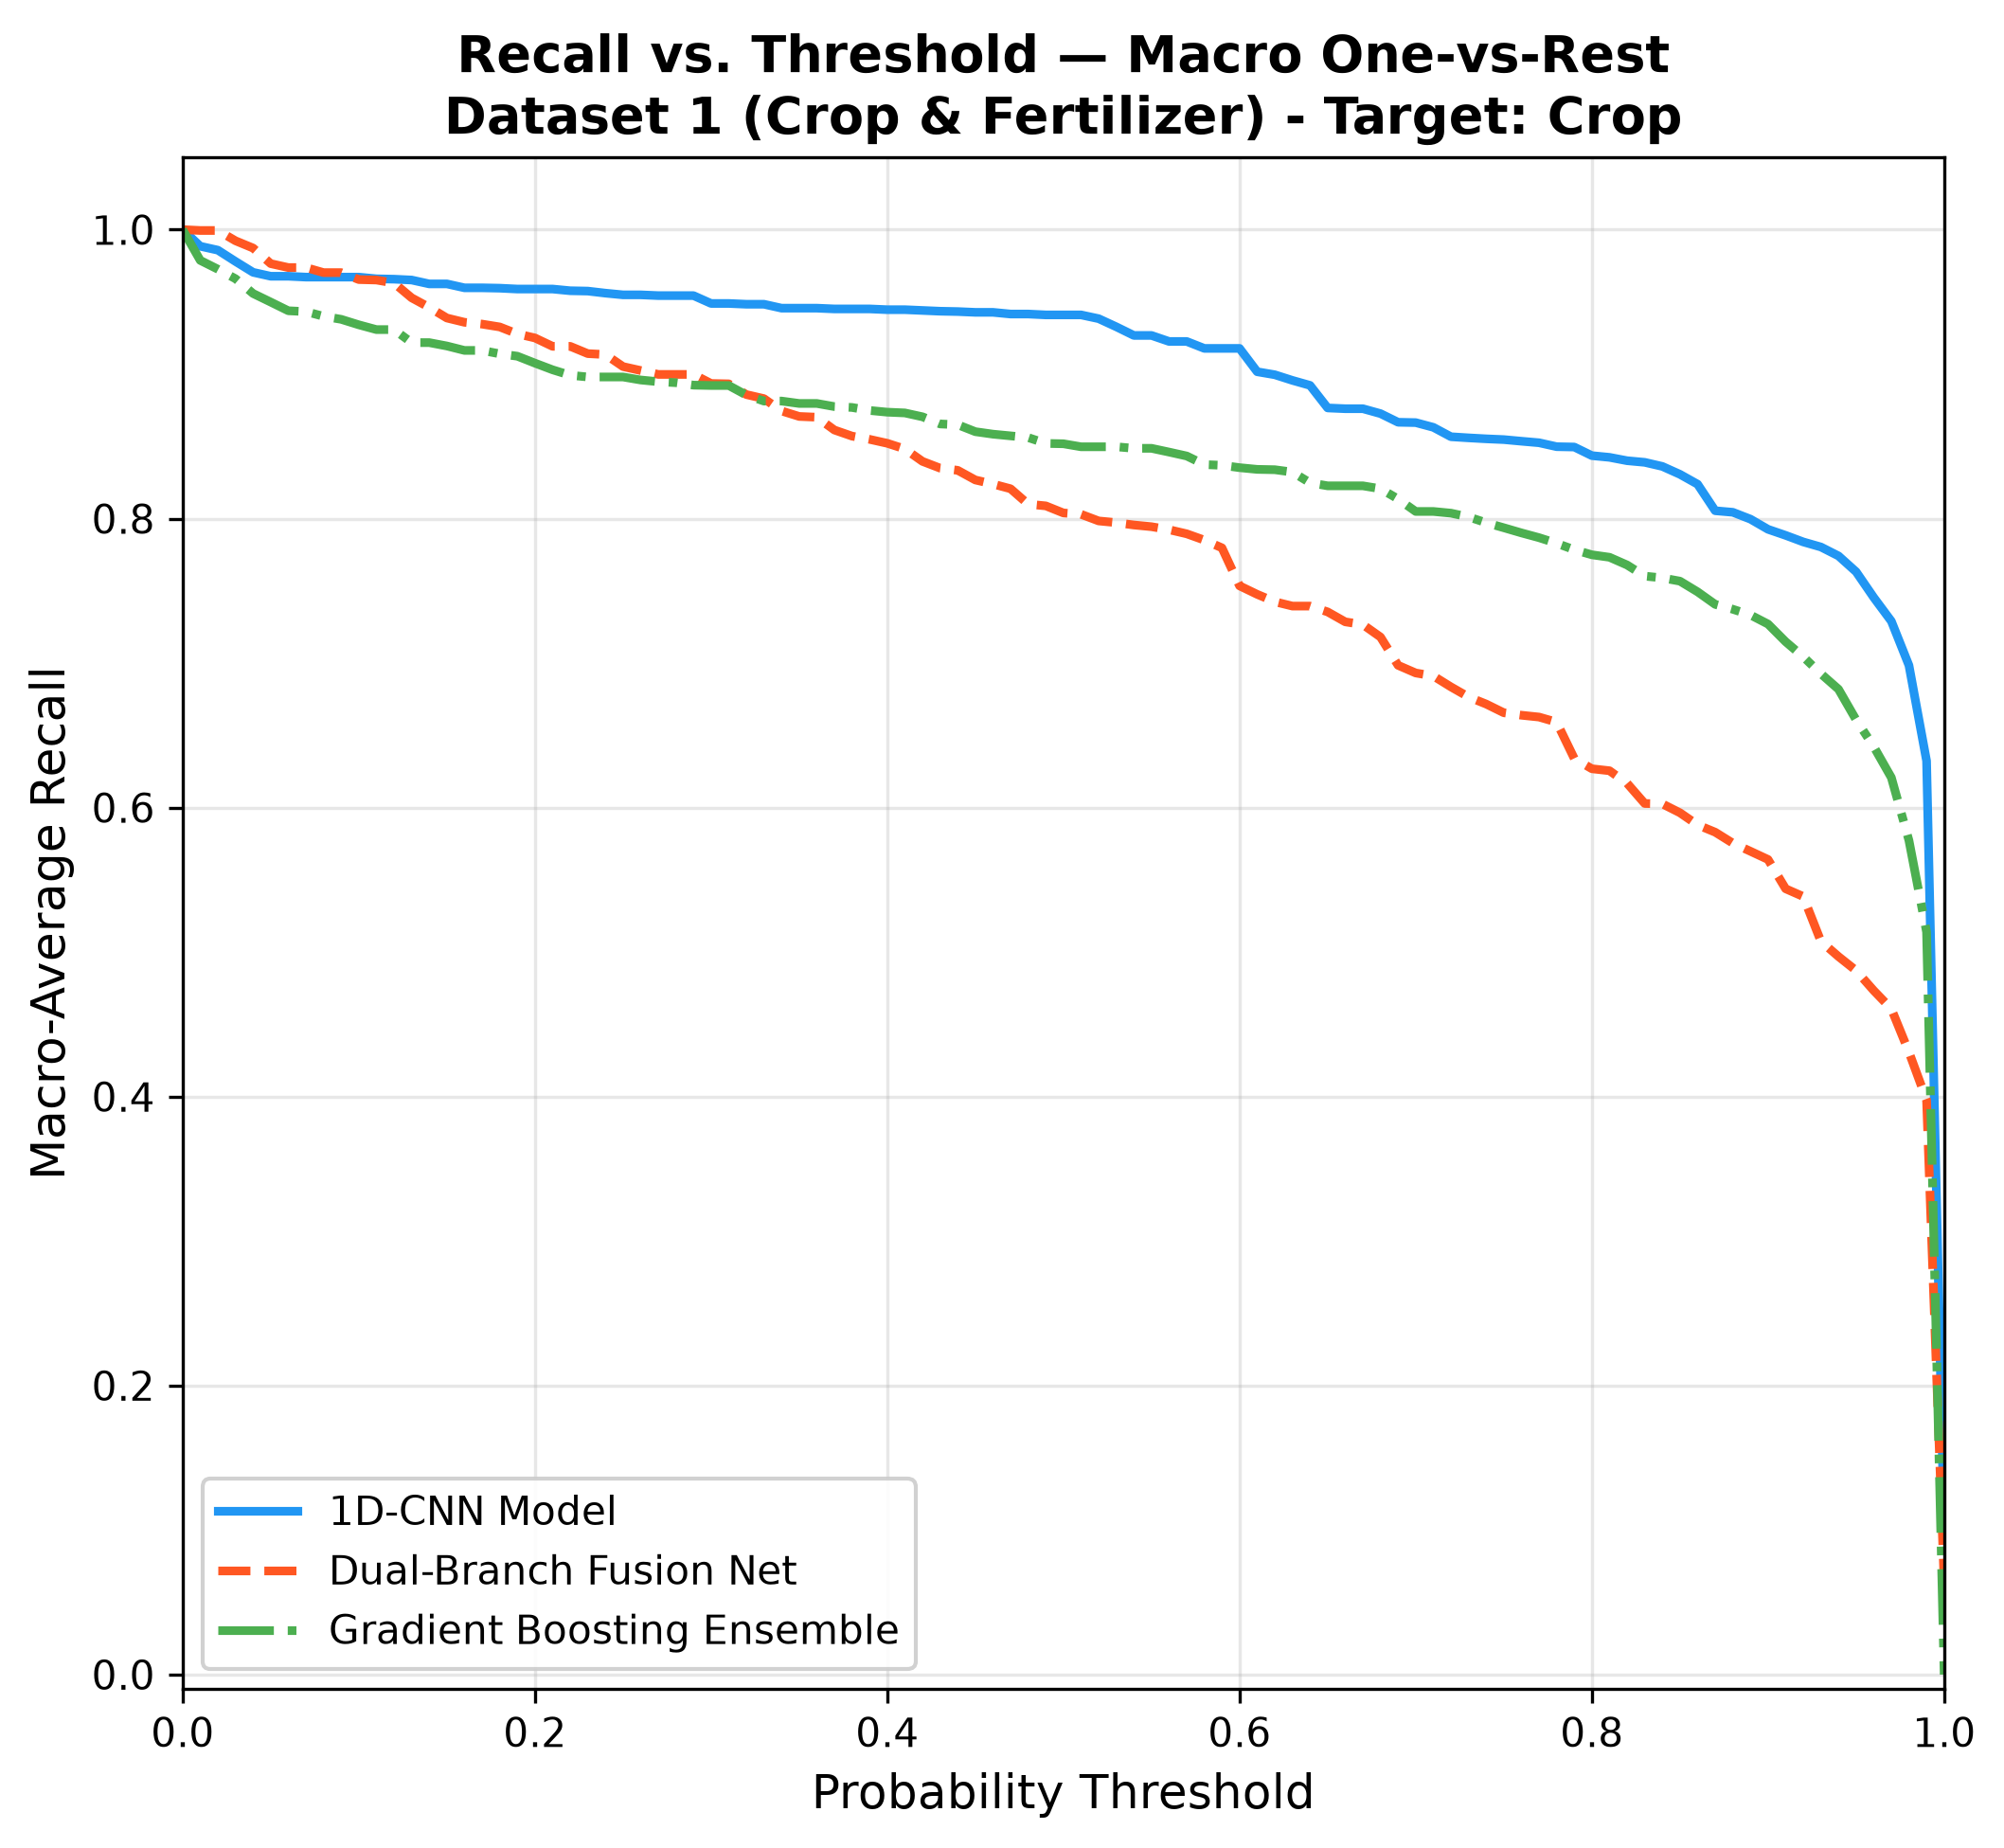 Recall vs. Threshold — Macro One-vs-Rest
Dataset 1 (Crop & Fertilizer) - Target: Crop
Macro-Average Recall
1.0
0.8
0.6
0.4
0.2
0.0
1D-CNN Model
Dual-Branch Fusion Net
Gradient Boosting Ensemble
0.0 0.2 0.4 0.6 0.8 1.0
Probability Threshold